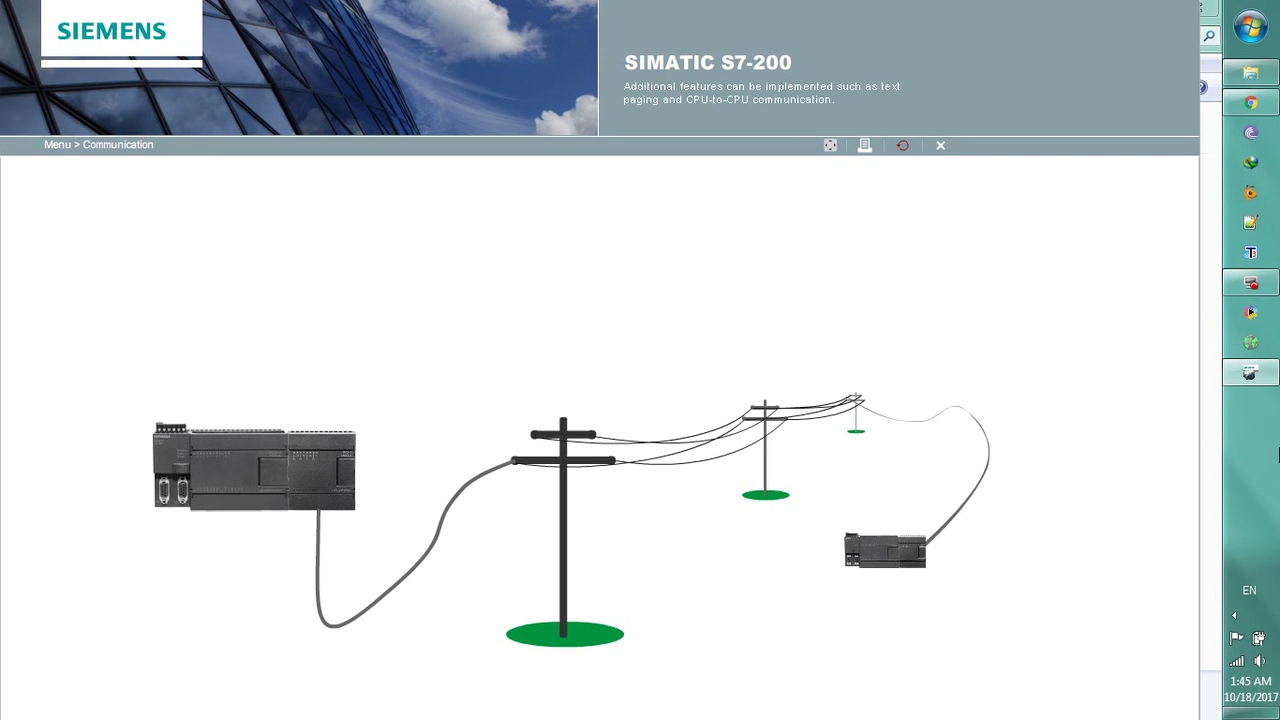 SIEMENS
SIMATIC S7-200
Additional features can be implemented such as text
paging and CPU-to-CPU communication.
Menu > Communication
EN
1:45 AM
10/18/2017